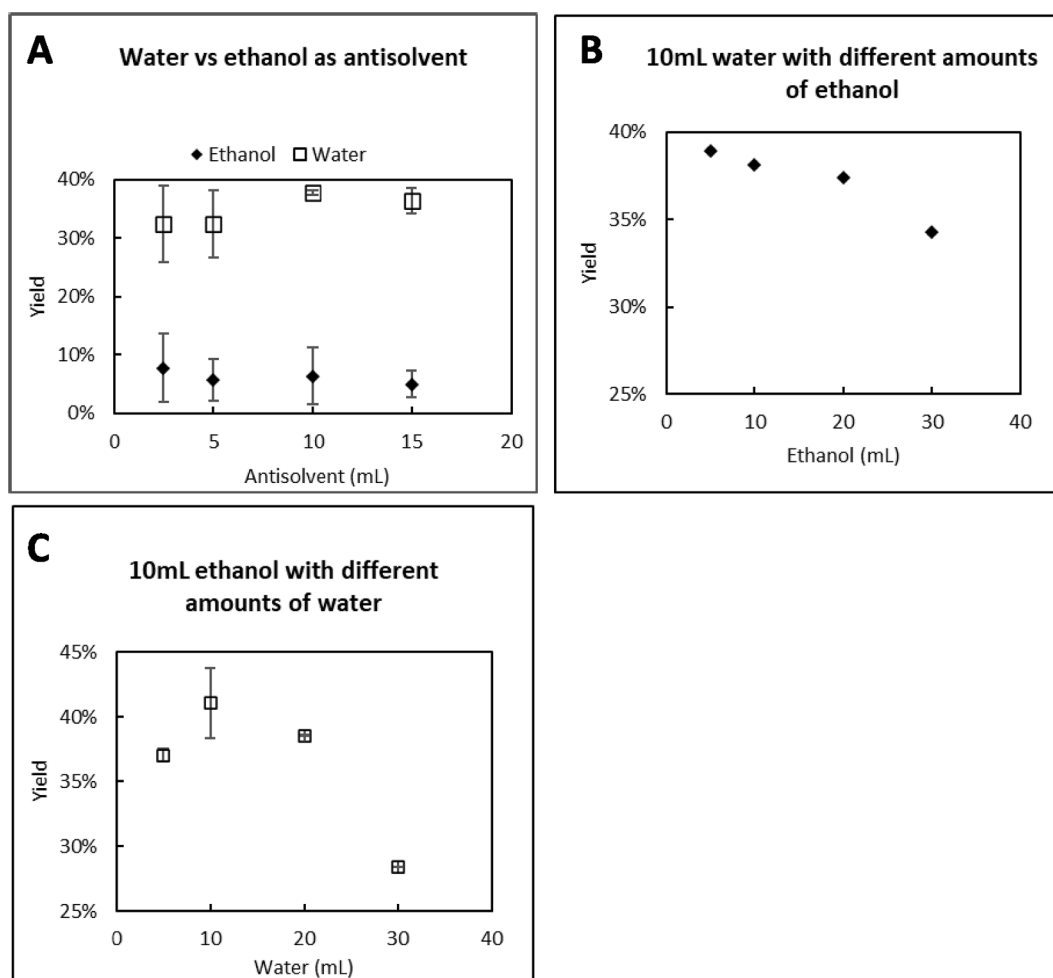 A
Water vs ethanol as antisolvent
Ethanol Water
40%
30%
20%
10%
0%
Yield
0 5 10 15 20
Antisolvent (mL)
B
10mL water with different amounts
of ethanol
40%
35%
30%
25%
Yield
0 10 20 30 40
Ethanol (mL)
C
10mL ethanol with different
amounts of water
45%
40%
35%
30%
25%
Yield
0 10 20 30 40
Water (mL)